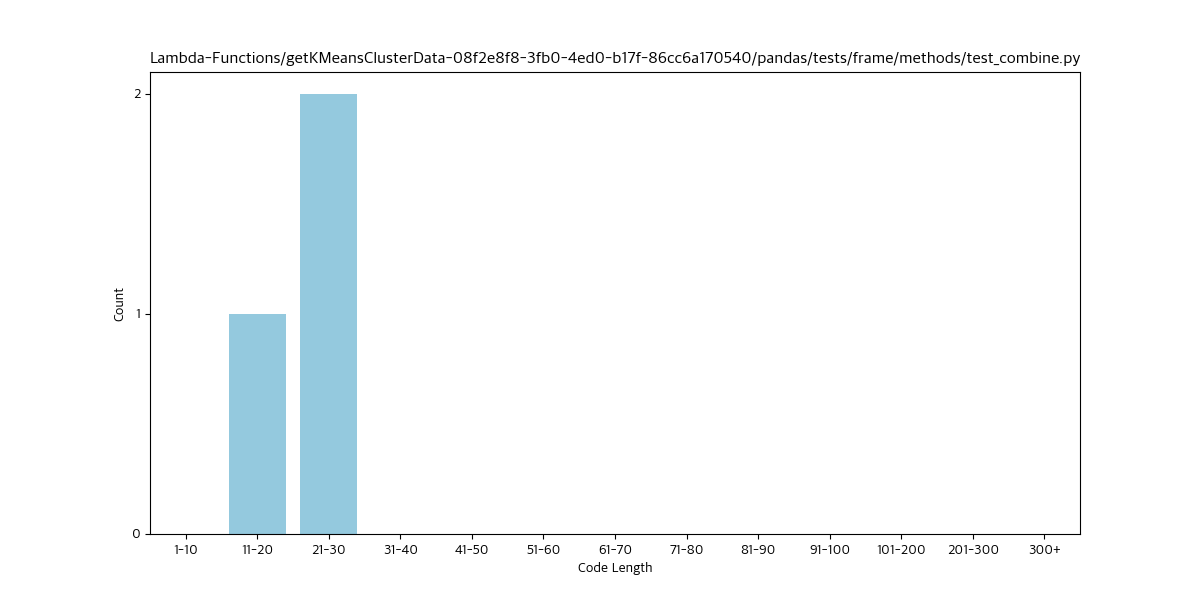 Lambda-Functions/getKMeansClusterData-08f2e8f8-3fb0-4ed0-b17f-86cc6a170540/pandas/tests/frame/methods/test_combine.py
2
1
0
Count
1-10 11-20 21-30 31-40 41-50 51-60 61-70 71-80 81-90 91-100 101-200 201-300 300+
Code Length